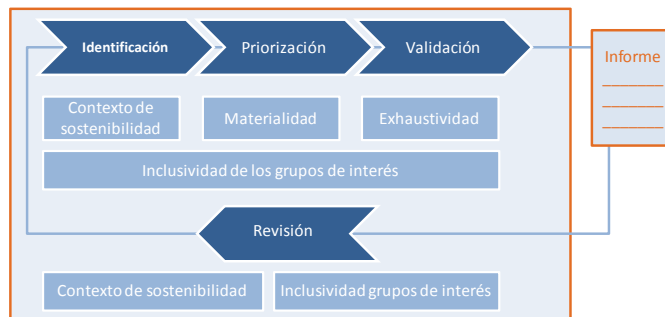 Identificación
Priorización
Validación
Informe
Contexto de
sostenibilidad
Materialidad
Exhaustividad
Inclusividad de los grupos de interés
Revisión
Contexto de sostenibilidad
Inclusividad grupos de interés